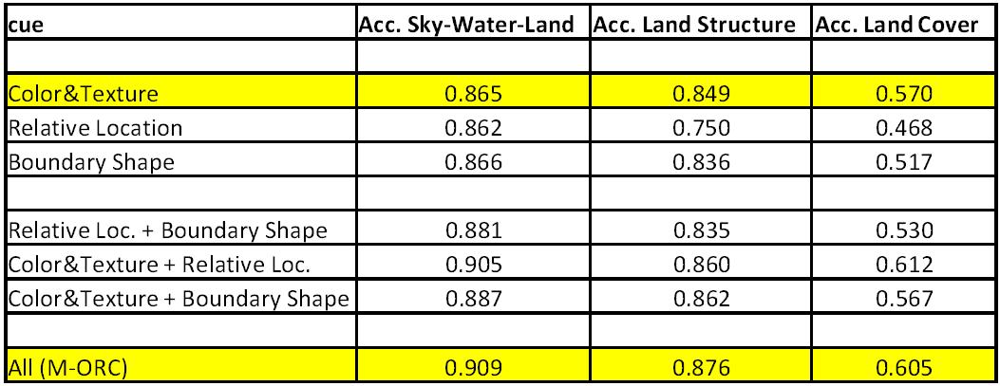 cue Acc. Sky-Water-Land Acc. Land Structure Acc. Land Cover
Color&Texture 0.865 0.849 0.570
Relative Location 0.862 0.750 0.468
Boundary Shape 0.866 0.836 0.517
Relative Loc. + Boundary Shape 0.881 0.835 0.530
Color&Texture + Relative Loc. 0.905 0.860 0.612
Color&Texture + Boundary Shape 0.887 0.862 0.567
All (M-ORC) 0.909 0.876 0.605